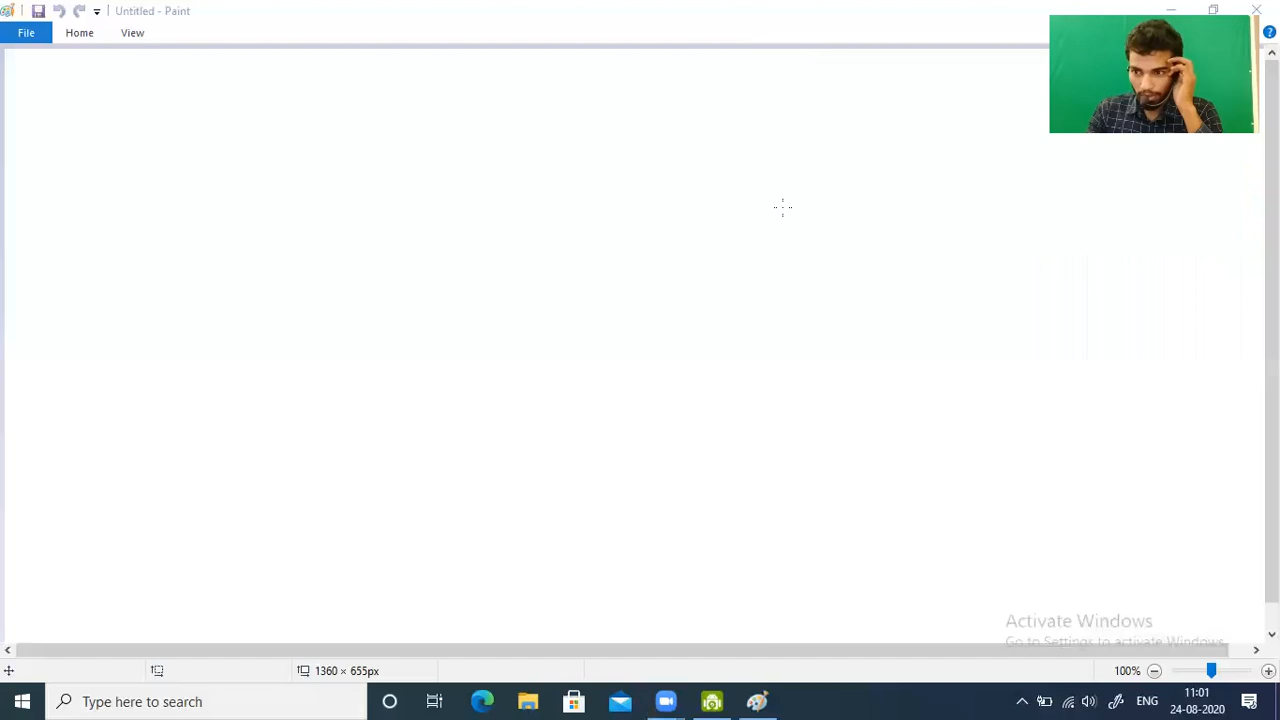 Untitled - Paint
File Home View
Activate Windows
Go to Settings to activate Windows.
1360 × 655px
100%
Type here to search
ENG
11:01
24-08-2020